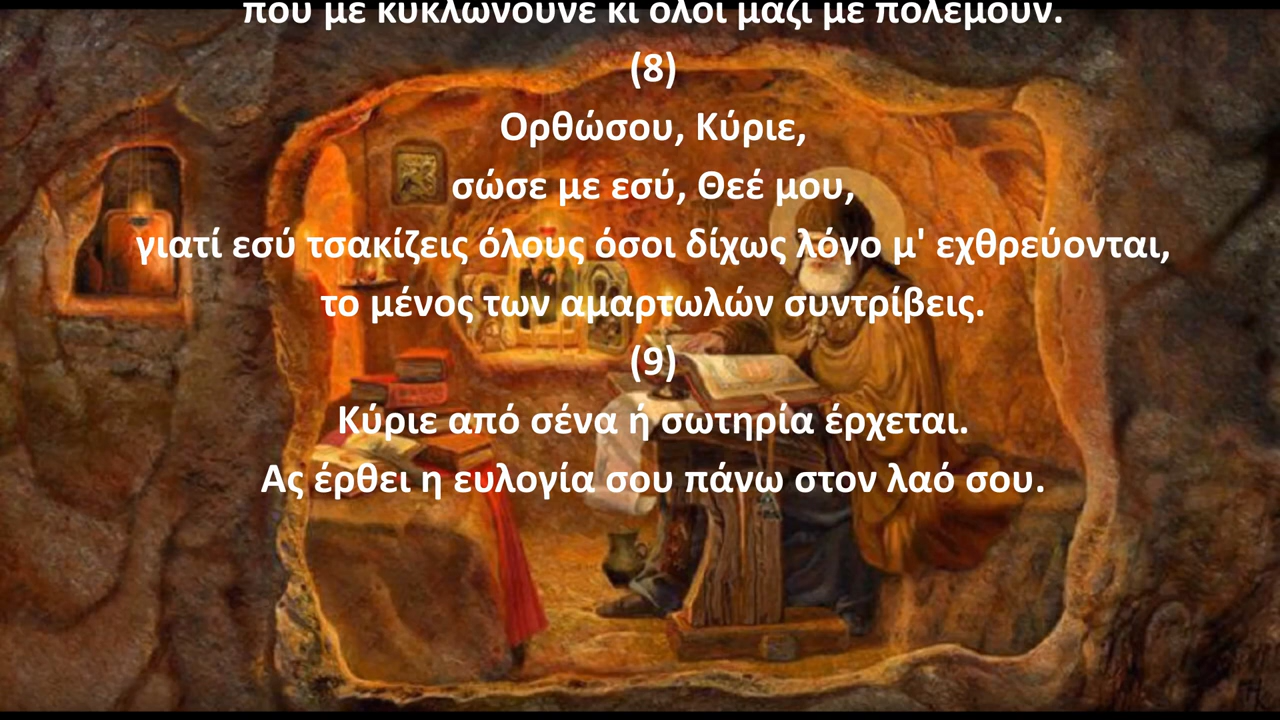 που με κυκλώνουνε κι όλοι μαζί με πολεμούν.
(8)
Ορθώσου, Κύριε,
σώσε με εσύ, Θεέ μου,
γιατί εσύ τσακίζεις όλους όσοι δίχως λόγο μ' εχθρεύονται,
το μένος των αμαρτωλών συντρίβεις.
(9)
Κύριε από σένα ή σωτηρία έρχεται.
Ας έρθει η ευλογία σου πάνω στον λαό σου.